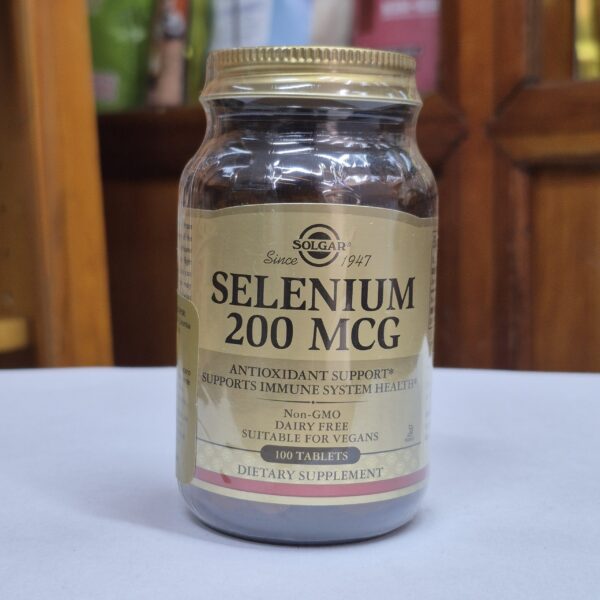 SOLGAR®
Since 1947
SELENIUM
200 MCG
ANTIOXIDANT SUPPORT*
SUPPORTS IMMUNE SYSTEM HEALTH*
Non-GMO
DAIRY FREE
SUITABLE FOR VEGANS
100 TABLETS
DIETARY SUPPLEMENT